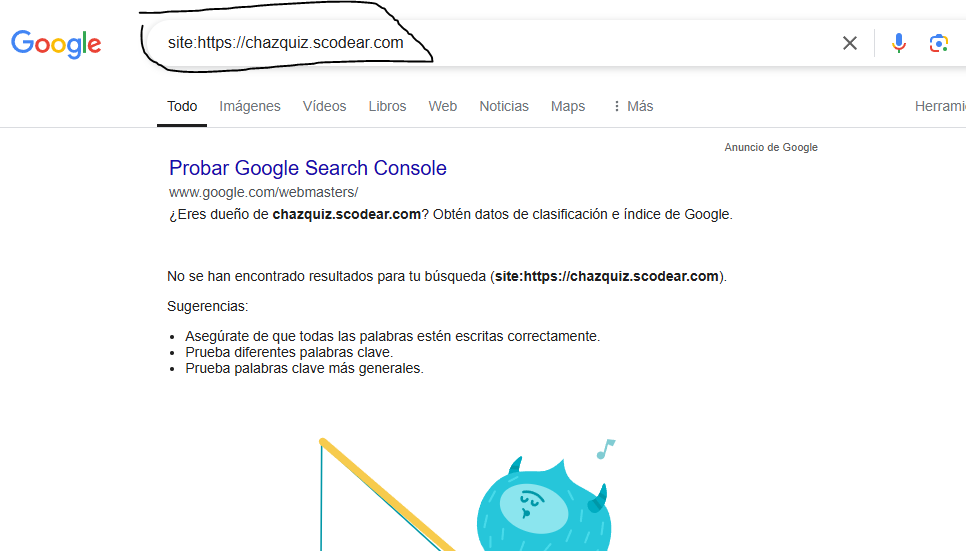 Google
site:https://chazquiz.scodear.com
Todo Imágenes Vídeos Libros Web Noticias Maps Más Herrami
Anuncio de Google
Probar Google Search Console
www.google.com/webmasters/
¿Eres dueño de chazquiz.scodear.com? Obtén datos de clasificación e índice de Google.
No se han encontrado resultados para tu búsqueda (site:https://chazquiz.scodear.com).
Sugerencias:
• Asegúrate de que todas las palabras estén escritas correctamente.
• Prueba diferentes palabras clave.
• Prueba palabras clave más generales.